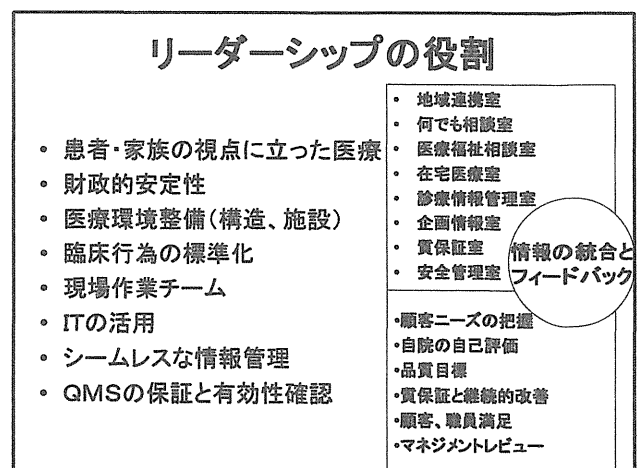 リーダーシップの役割
• 患者・家族の視点に立った医療
• 財政的安定性
• 医療環境整備(構造、施設)
• 臨床行為の標準化
• 現場作業チーム
• ITの活用
• シームレスな情報管理
• QMSの保証と有効性確認
• 地域連携室
• 何でも相談室
• 医療福祉相談室
• 在宅医療室
• 診療情報管理室
• 企画情報室
• 質保証室
• 安全管理室
情報の統合と
フィードバック
•顧客ニーズの把握
•自院の自己評価
•品質目標
•質保証と継続的改善
•顧客、職員満足
•マネジメントレビュー